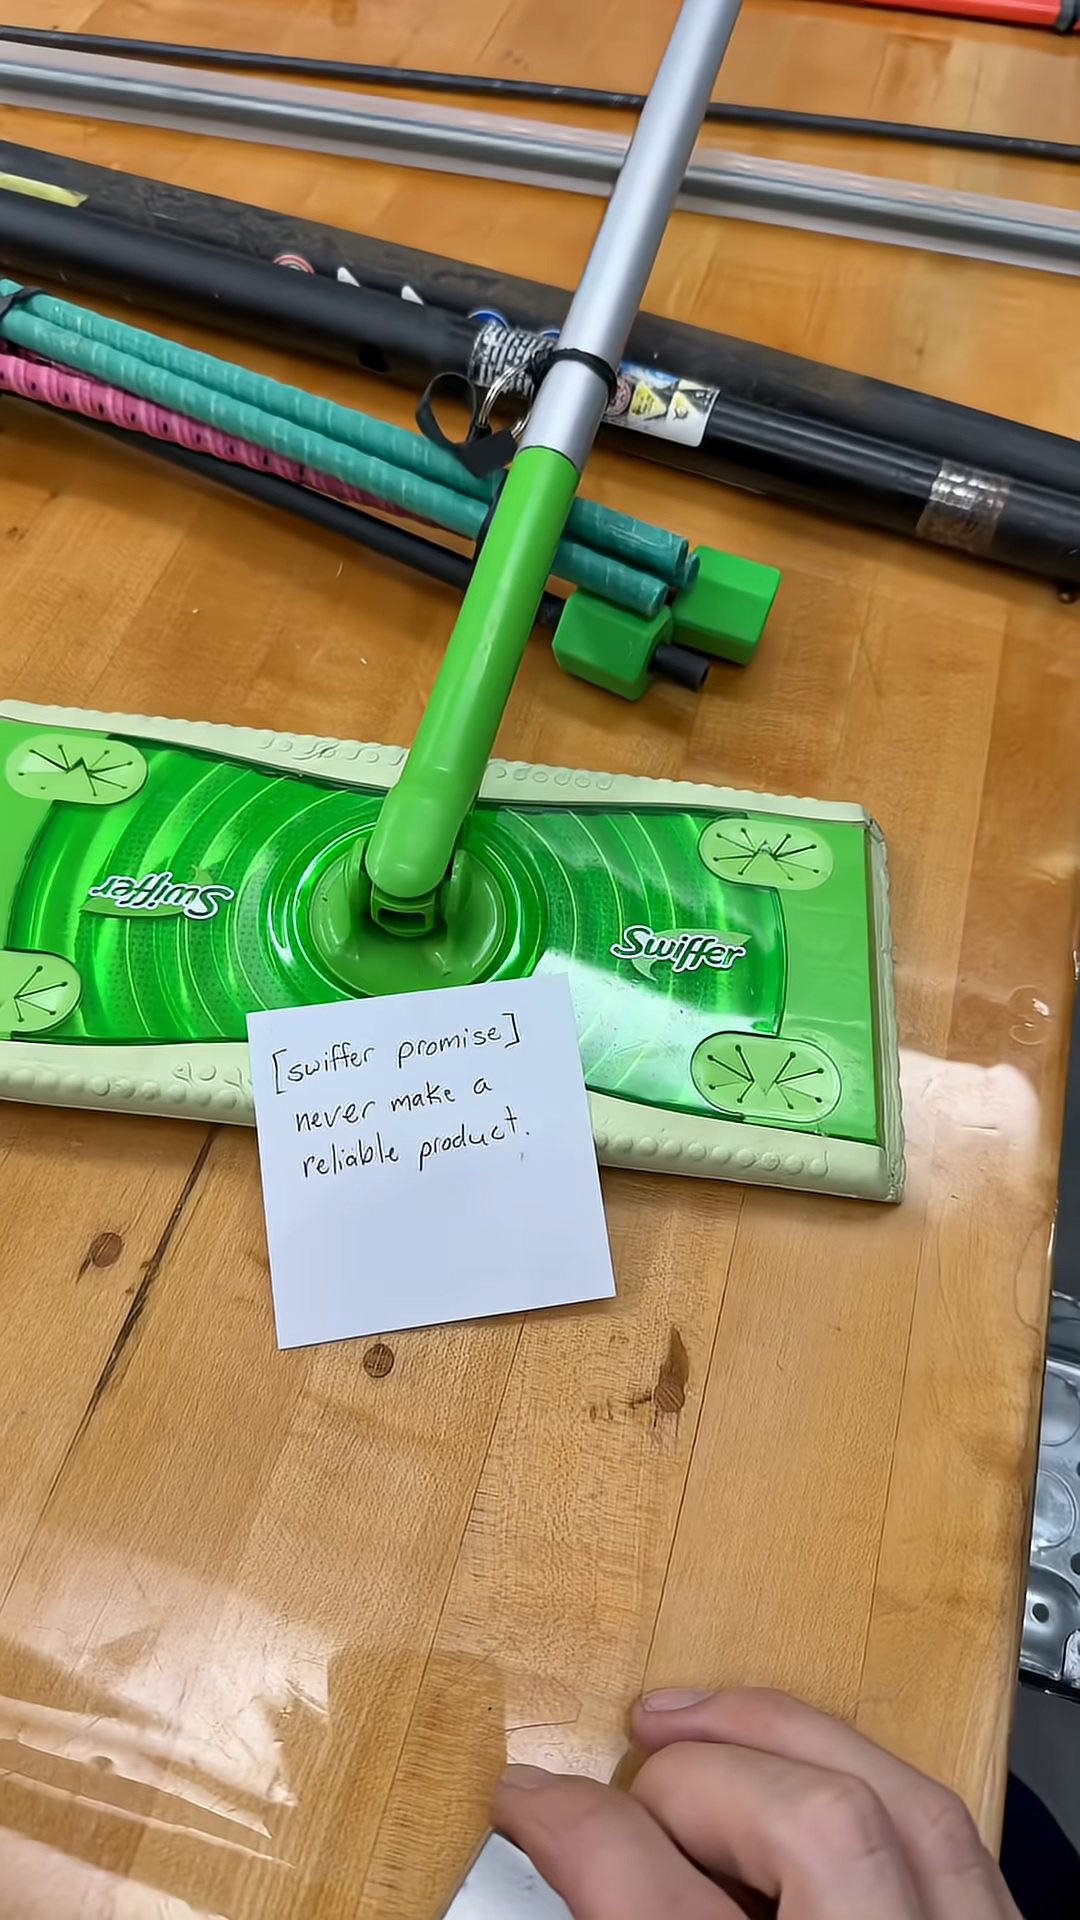 Swiffer
Swiffer
[swiffer promise]
never make a
reliable product.